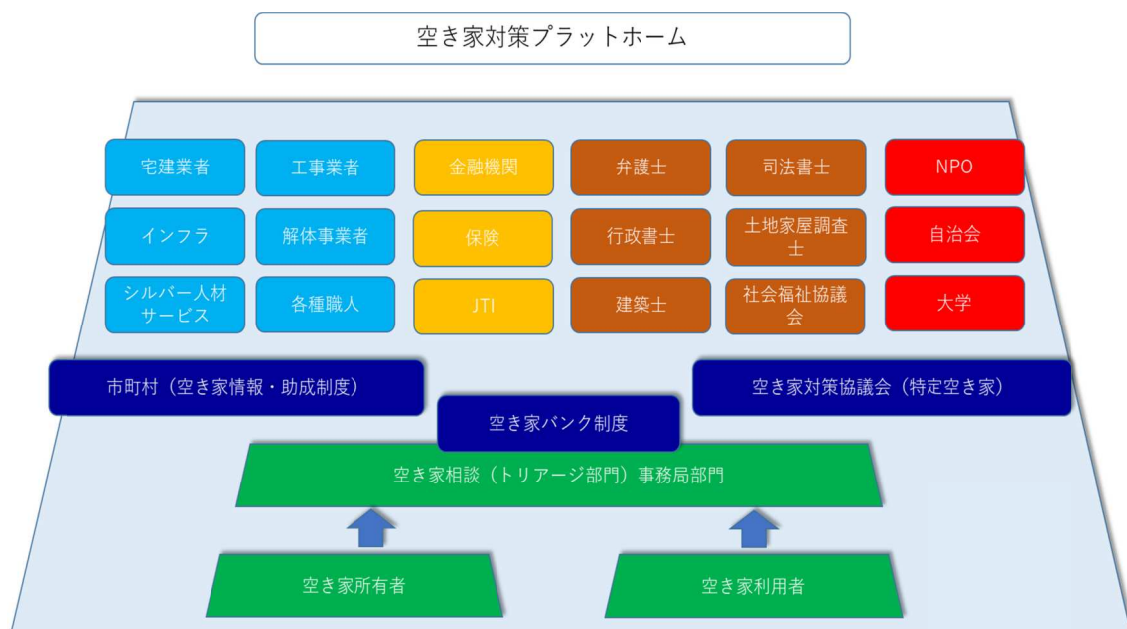 空き家対策プラットホーム
宅建業者
工事業者
金融機関
弁護士
司法書士
NPO
インフラ
解体事業者
保険
行政書士
土地家屋調査
士
自治会
シルバー人材
サービス
各種職人
JTI
建築士
社会福祉協議
会
大学
市町村（空き家情報・助成制度）
空き家対策協議会（特定空き家）
空き家バンク制度
空き家相談（トリアージ部門）事務局部門
空き家所有者
空き家利用者